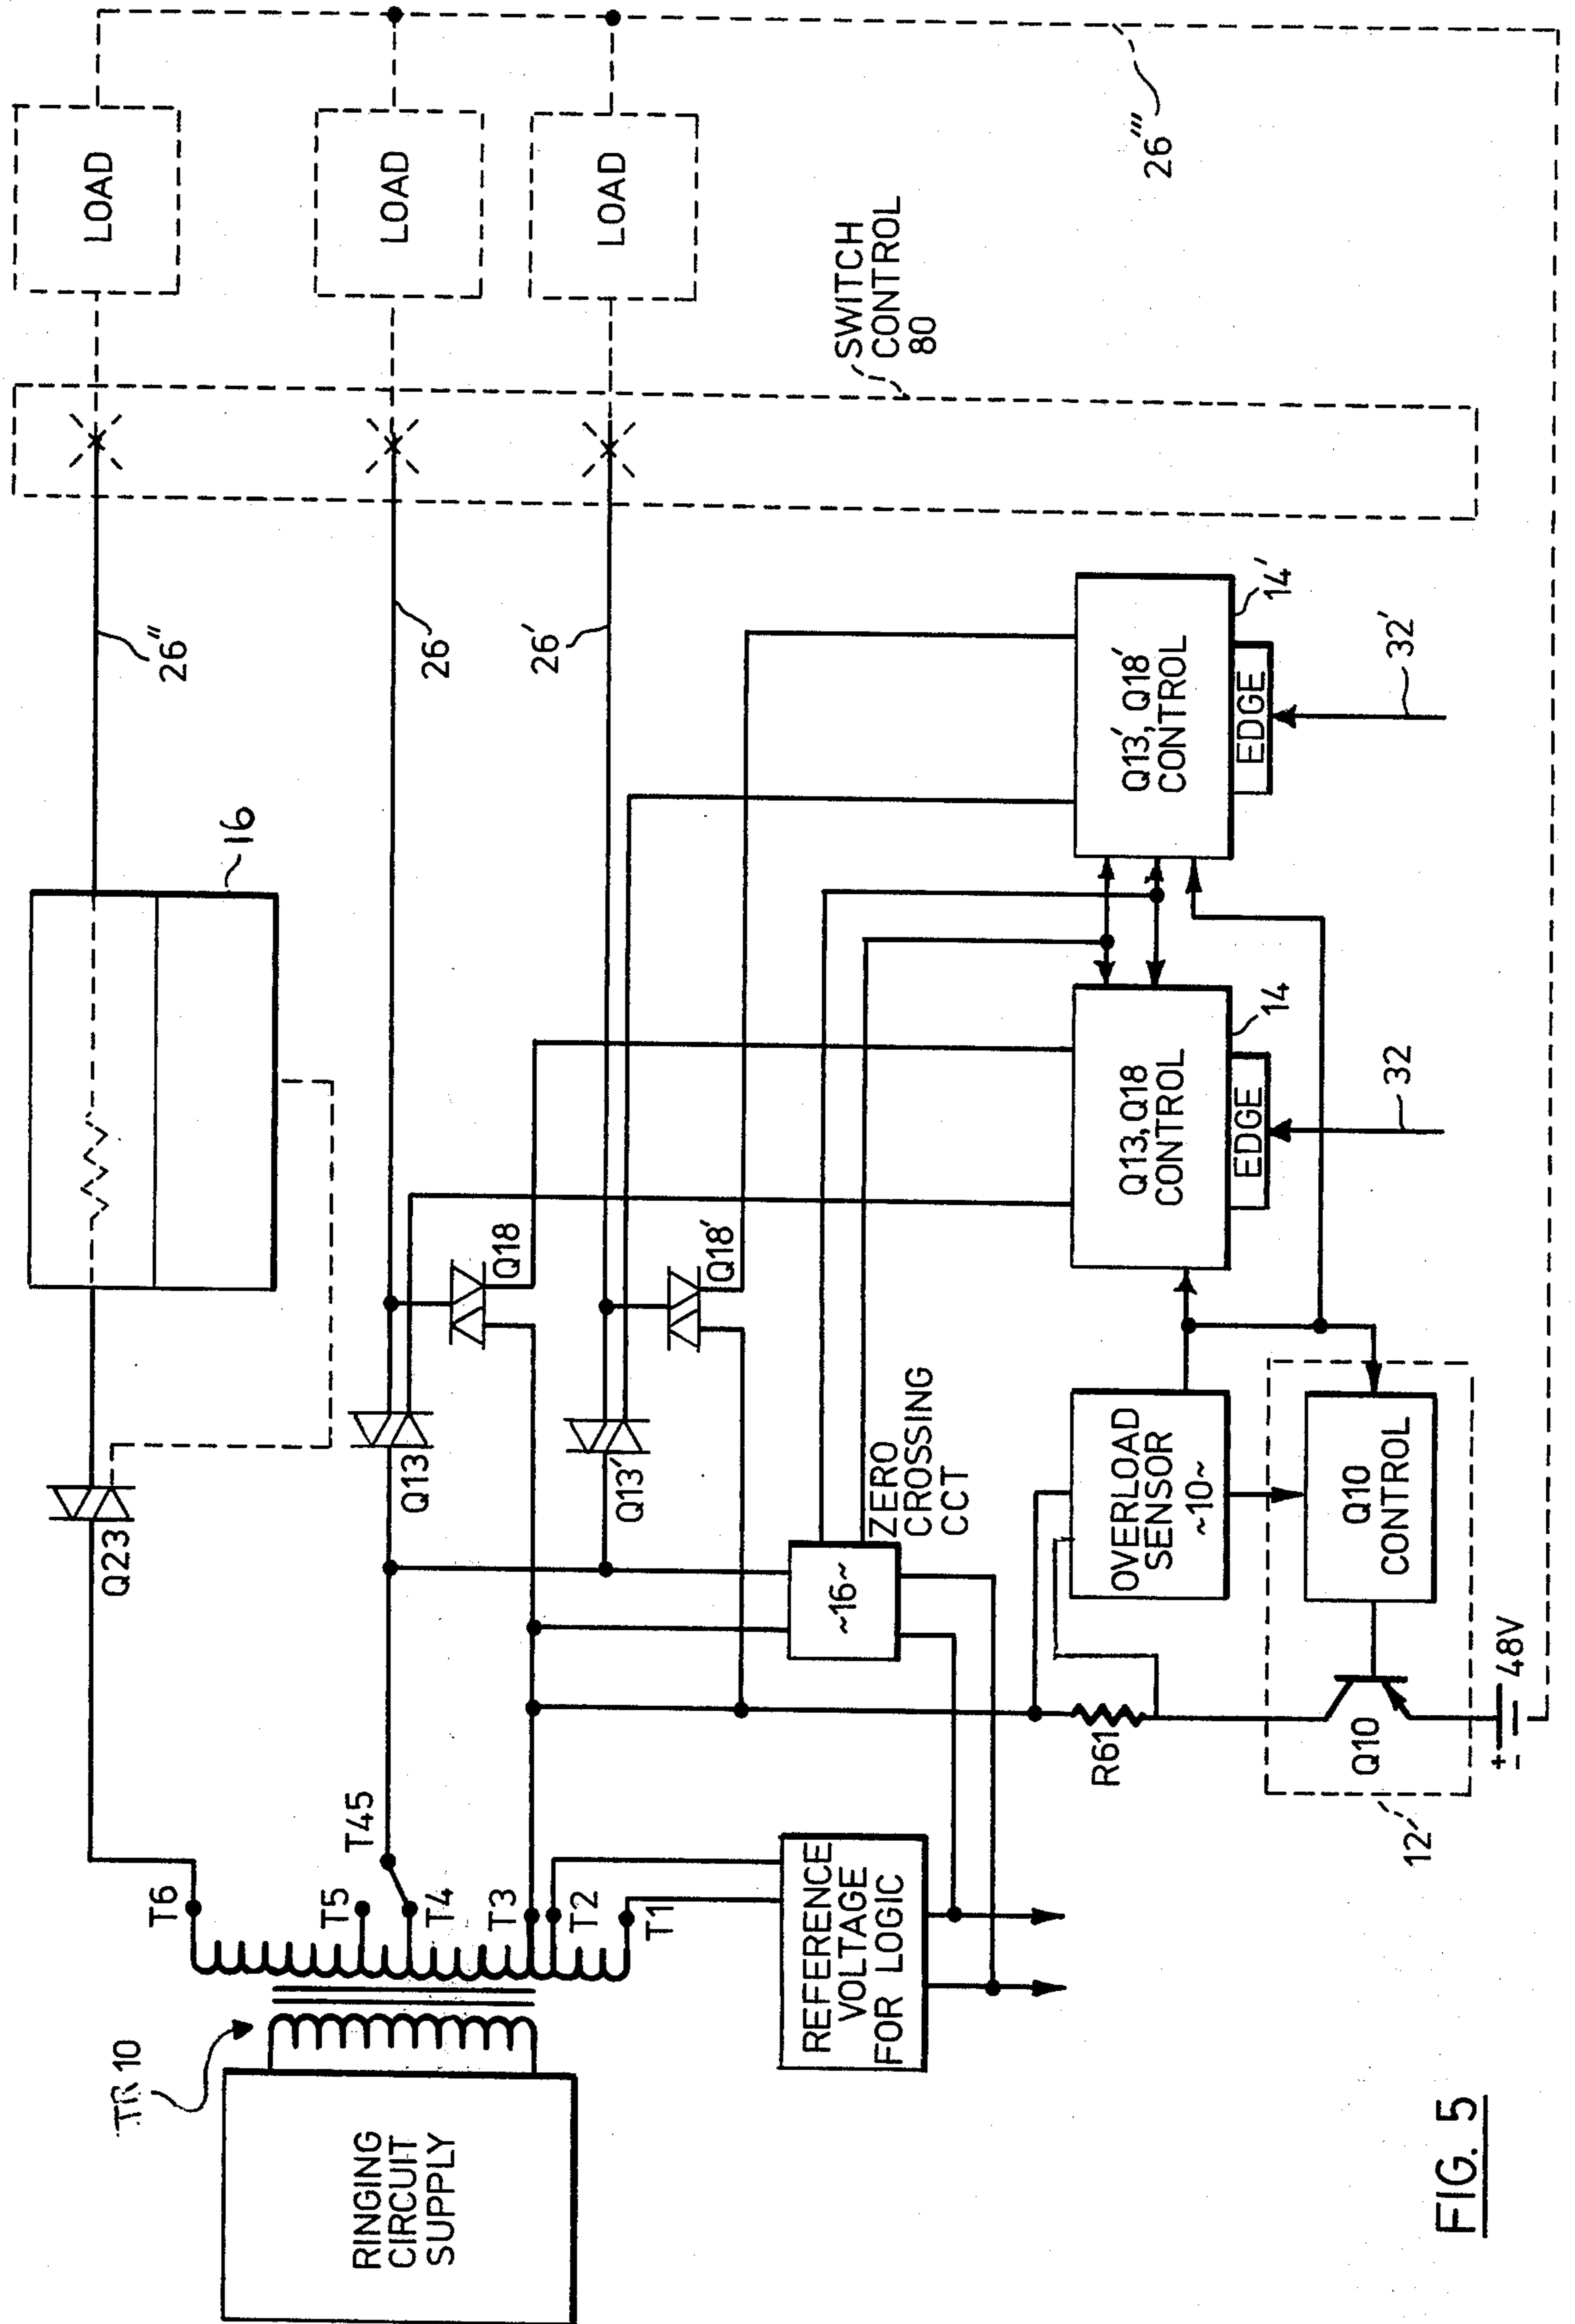 TR 10
RINGING
CIRCUIT
SUPPLY
T6
T5
T45
T4
T3
T2
T1
REFERENCE
VOLTAGE
FOR LOGIC
Q23
16
26"
LOAD
Q13
Q18
26
LOAD
Q13'
Q18'
26'
LOAD
~16~
ZERO
CROSSING
CCT
SWITCH
CONTROL
80
26'''
R61
OVERLOAD
SENSOR
~10~
Q13,Q18
CONTROL
14
EDGE
32
Q13', Q18'
CONTROL
14'
EDGE
32'
Q10
CONTROL
Q10
12'
+
-
48V
FIG. 5